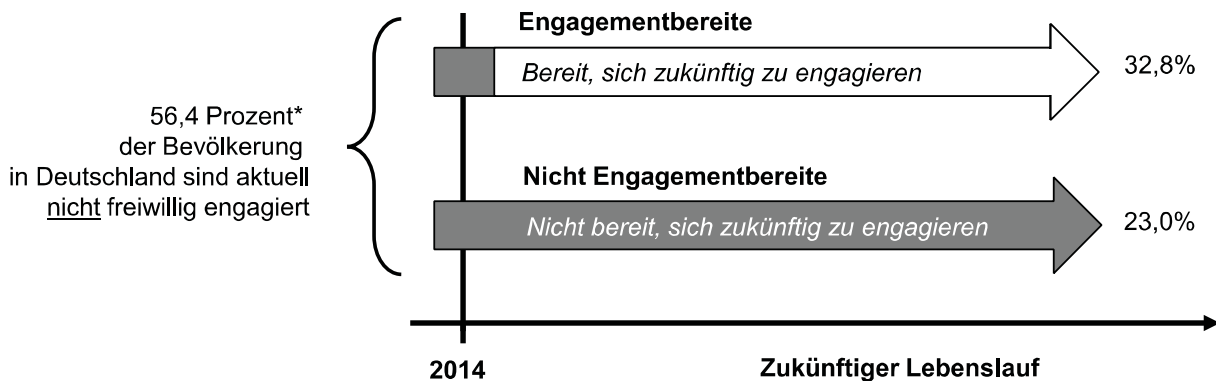 Engagementbereite
Bereit, sich zukünftig zu engagieren
32,8%
56,4 Prozent*
der Bevölkerung
in Deutschland sind aktuell
nicht freiwillig engagiert
Nicht Engagementbereite
Nicht bereit, sich zukünftig zu engagieren
23,0%
2014
Zukünftiger Lebenslauf